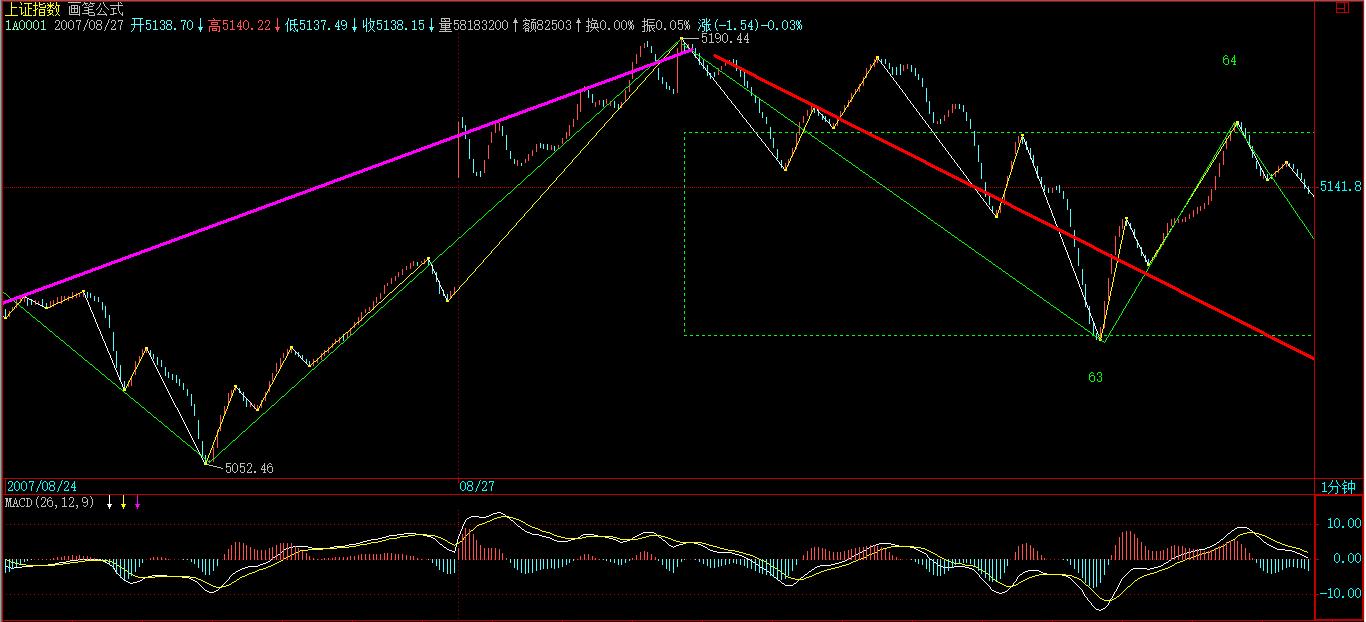 上证指数 画笔公式
1A0001 2007/08/27 开5138.70↓高5140.22↓低5137.49↓收5138.15↓量58183200↑额82503↑换0.00% 振0.05% 涨(-1.54)-0.03%
5190.44
64
5141.8
63
5052.46
2007/08/24 08/27 1分钟
MACD(26,12,9) ↓ ↓ ↓
10.00
0.00
-10.00